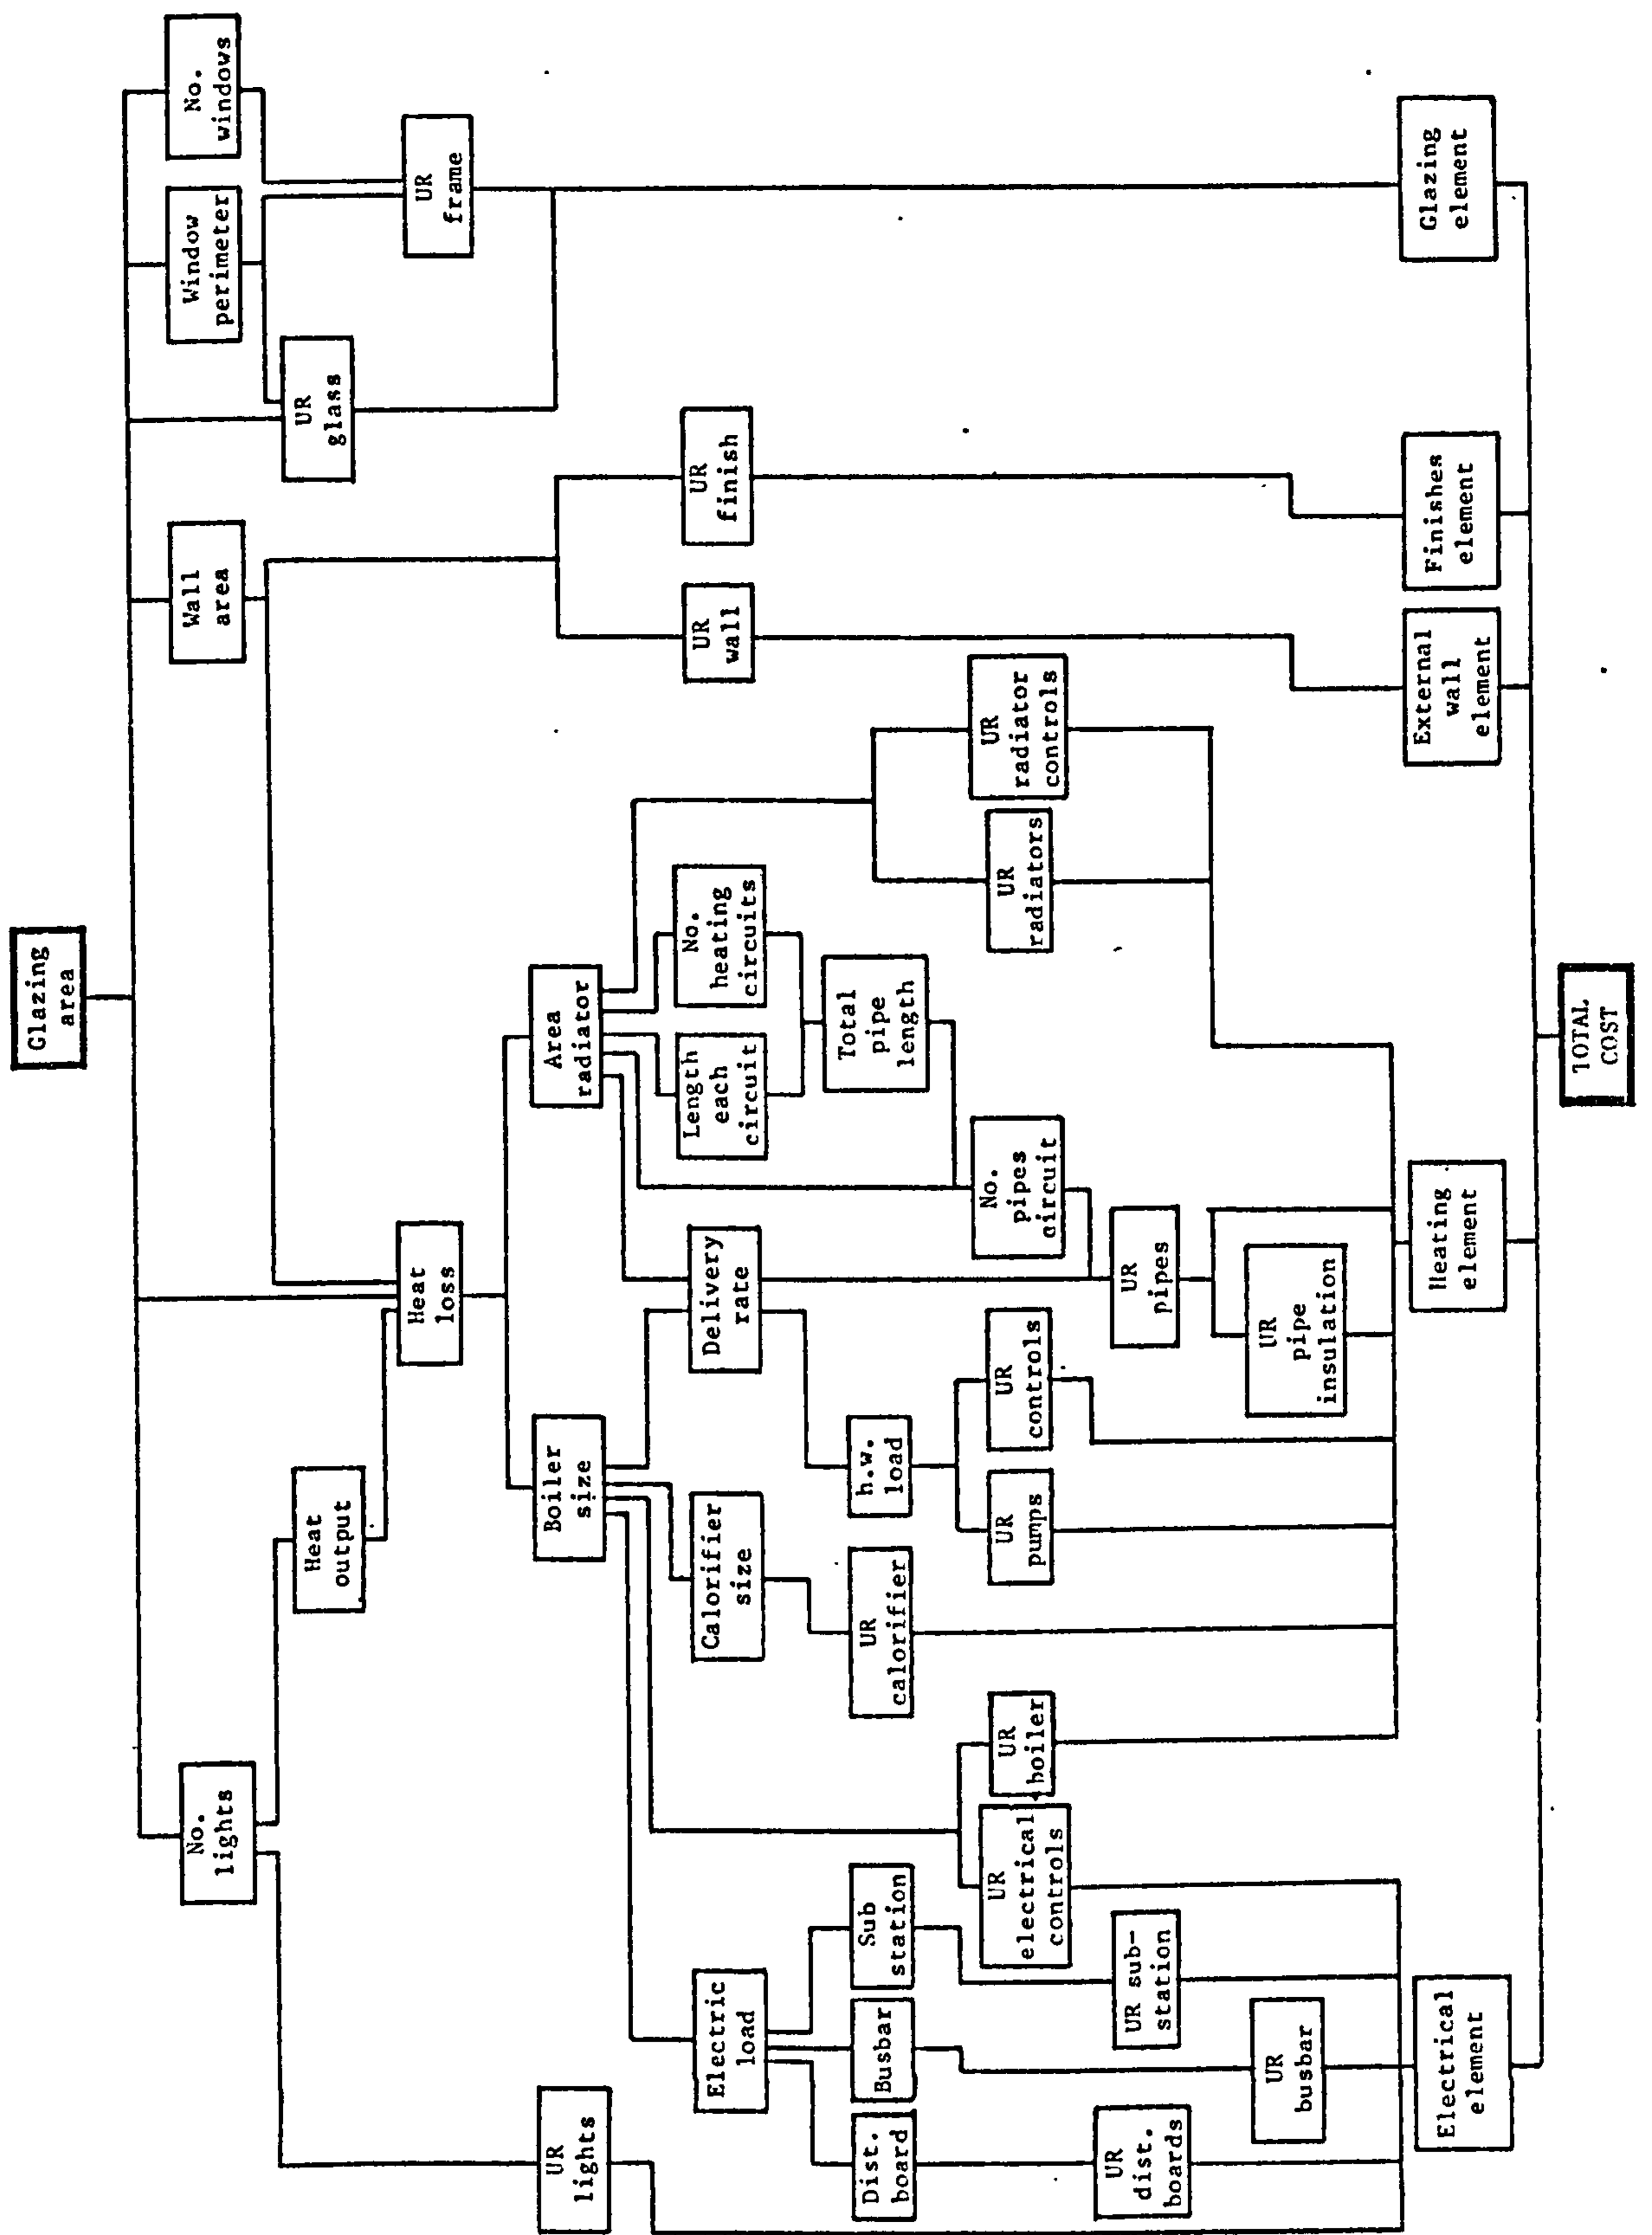 Glazing
area
No.
lights
Wall
area
Window
perimeter
No.
windows
Heat
output
UR
glass
Heat
loss
UR
frame
UR
lights
Boiler
size
Area
radiator
Electric
load
Calorifier
size
Delivery
rate
Length
each
circuit
No.
heating
circuits
UR
wall
UR
finish
Dist.
board
Busbar
Sub
station
UR
calorifier
h.w.
load
Total
pipe
length
UR
electrical
controls
UR
boiler
UR
pumps
UR
controls
No.
pipes
circuit
UR
radiators
UR
radiator
controls
UR
dist.
boards
UR sub-
station
UR
pipes
UR
busbar
UR
pipe
insulation
Electrical
element
Heating
element
External
wall
element
Finishes
element
Glazing
element
TOTAL
COST